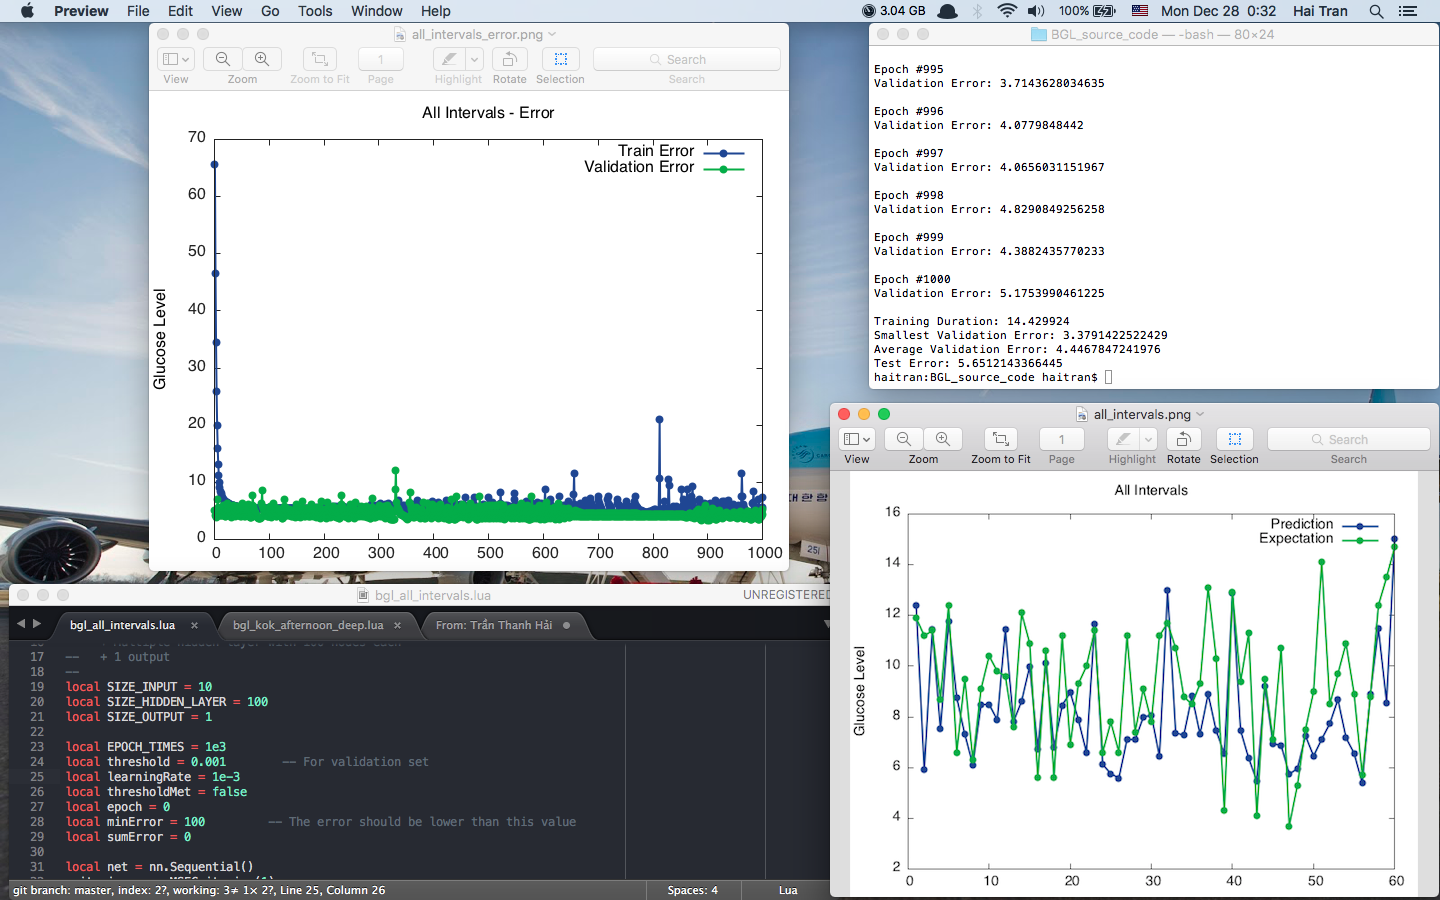 Preview File Edit View Go Tools Window Help
3.04 GB 100% Mon Dec 28 0:32 Hai Tran
all_intervals_error.png
1 Search
View Zoom Zoom to Fit Page Highlight Rotate Selection Search
All Intervals - Error
Train Error
Validation Error
Glucose Level
70
60
50
40
30
20
10
0
0 100 200 300 400 500 600 700 800 900 1000
BGL_source_code — -bash — 80×24
Epoch #995
Validation Error: 3.7143628034635
Epoch #996
Validation Error: 4.0779848442
Epoch #997
Validation Error: 4.0656031151967
Epoch #998
Validation Error: 4.8290849256258
Epoch #999
Validation Error: 4.3882435770233
Epoch #1000
Validation Error: 5.1753990461225
Training Duration: 14.429924
Smallest Validation Error: 3.3791422522429
Average Validation Error: 4.4467847241976
Test Error: 5.6512143366445
haitran:BGL_source_code haitran$
대 한 항
251
bgl_all_intervals.lua UNREGISTERED
bgl_all_intervals.lua × bgl_kok_afternoon_deep.lua × From: Trần Thanh Hải
17 -- + 1 output
18 --
19 local SIZE_INPUT = 10
20 local SIZE_HIDDEN_LAYER = 100
21 local SIZE_OUTPUT = 1
22
23 local EPOCH_TIMES = 1e3
24 local threshold = 0.001 -- For validation set
25 local learningRate = 1e-3
26 local thresholdMet = false
27 local epoch = 0
28 local minError = 100 -- The error should be lower than this value
29 local sumError = 0
30
31 local net = nn.Sequential()
git branch: master, index: 2?, working: 3≠ 1× 2?, Line 25, Column 26 Spaces: 4 Lua
all_intervals.png
1 Search
View Zoom Zoom to Fit Page Highlight Rotate Selection Search
All Intervals
Prediction
Expectation
Glucose Level
16
14
12
10
8
6
4
2
0 10 20 30 40 50 60